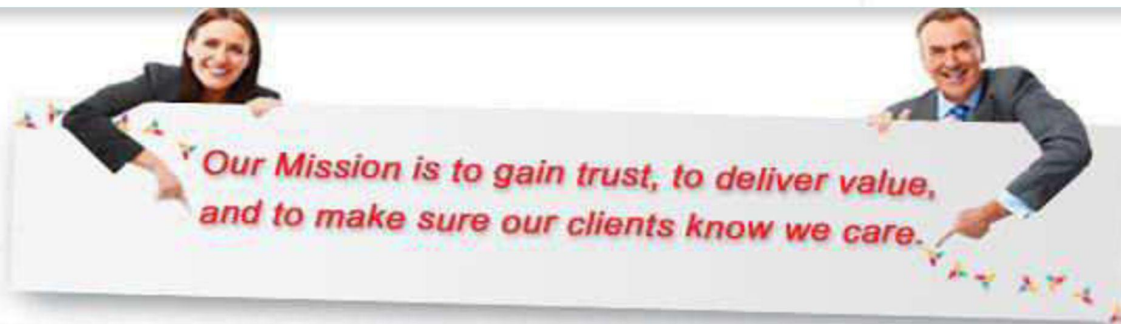 Our Mission is to gain trust, to deliver value,
and to make sure our clients know we care.